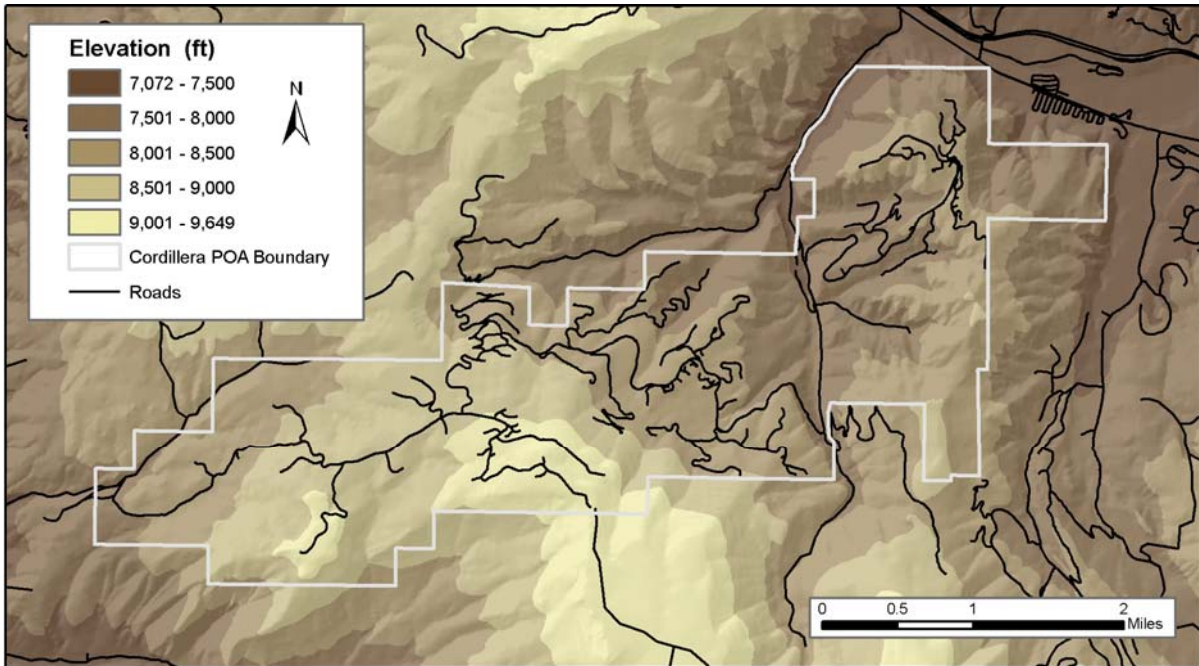 Elevation (ft)
7,072 - 7,500
7,501 - 8,000
8,001 - 8,500
8,501 - 9,000
9,001 - 9,649
Cordillera POA Boundary
Roads
N
0 0.5 1 2
Miles